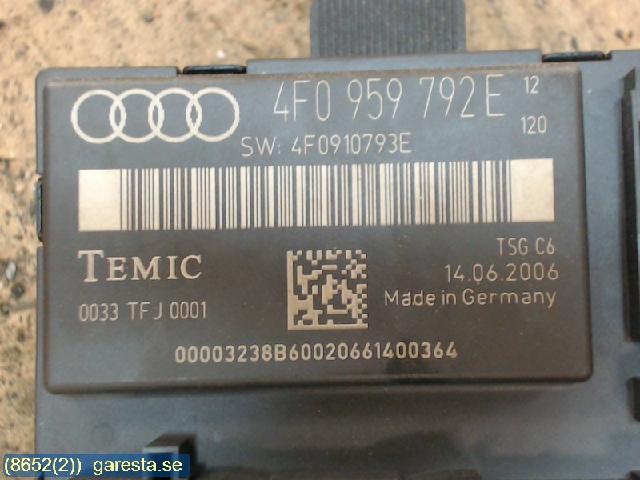 4F0 959 792 E 12
120
SW: 4F0910793E
TEMIC
TSG C6
14.06.2006
0033 TFJ 0001
Made in Germany
00003238B60020661400364
(8652(2)) garesta.se